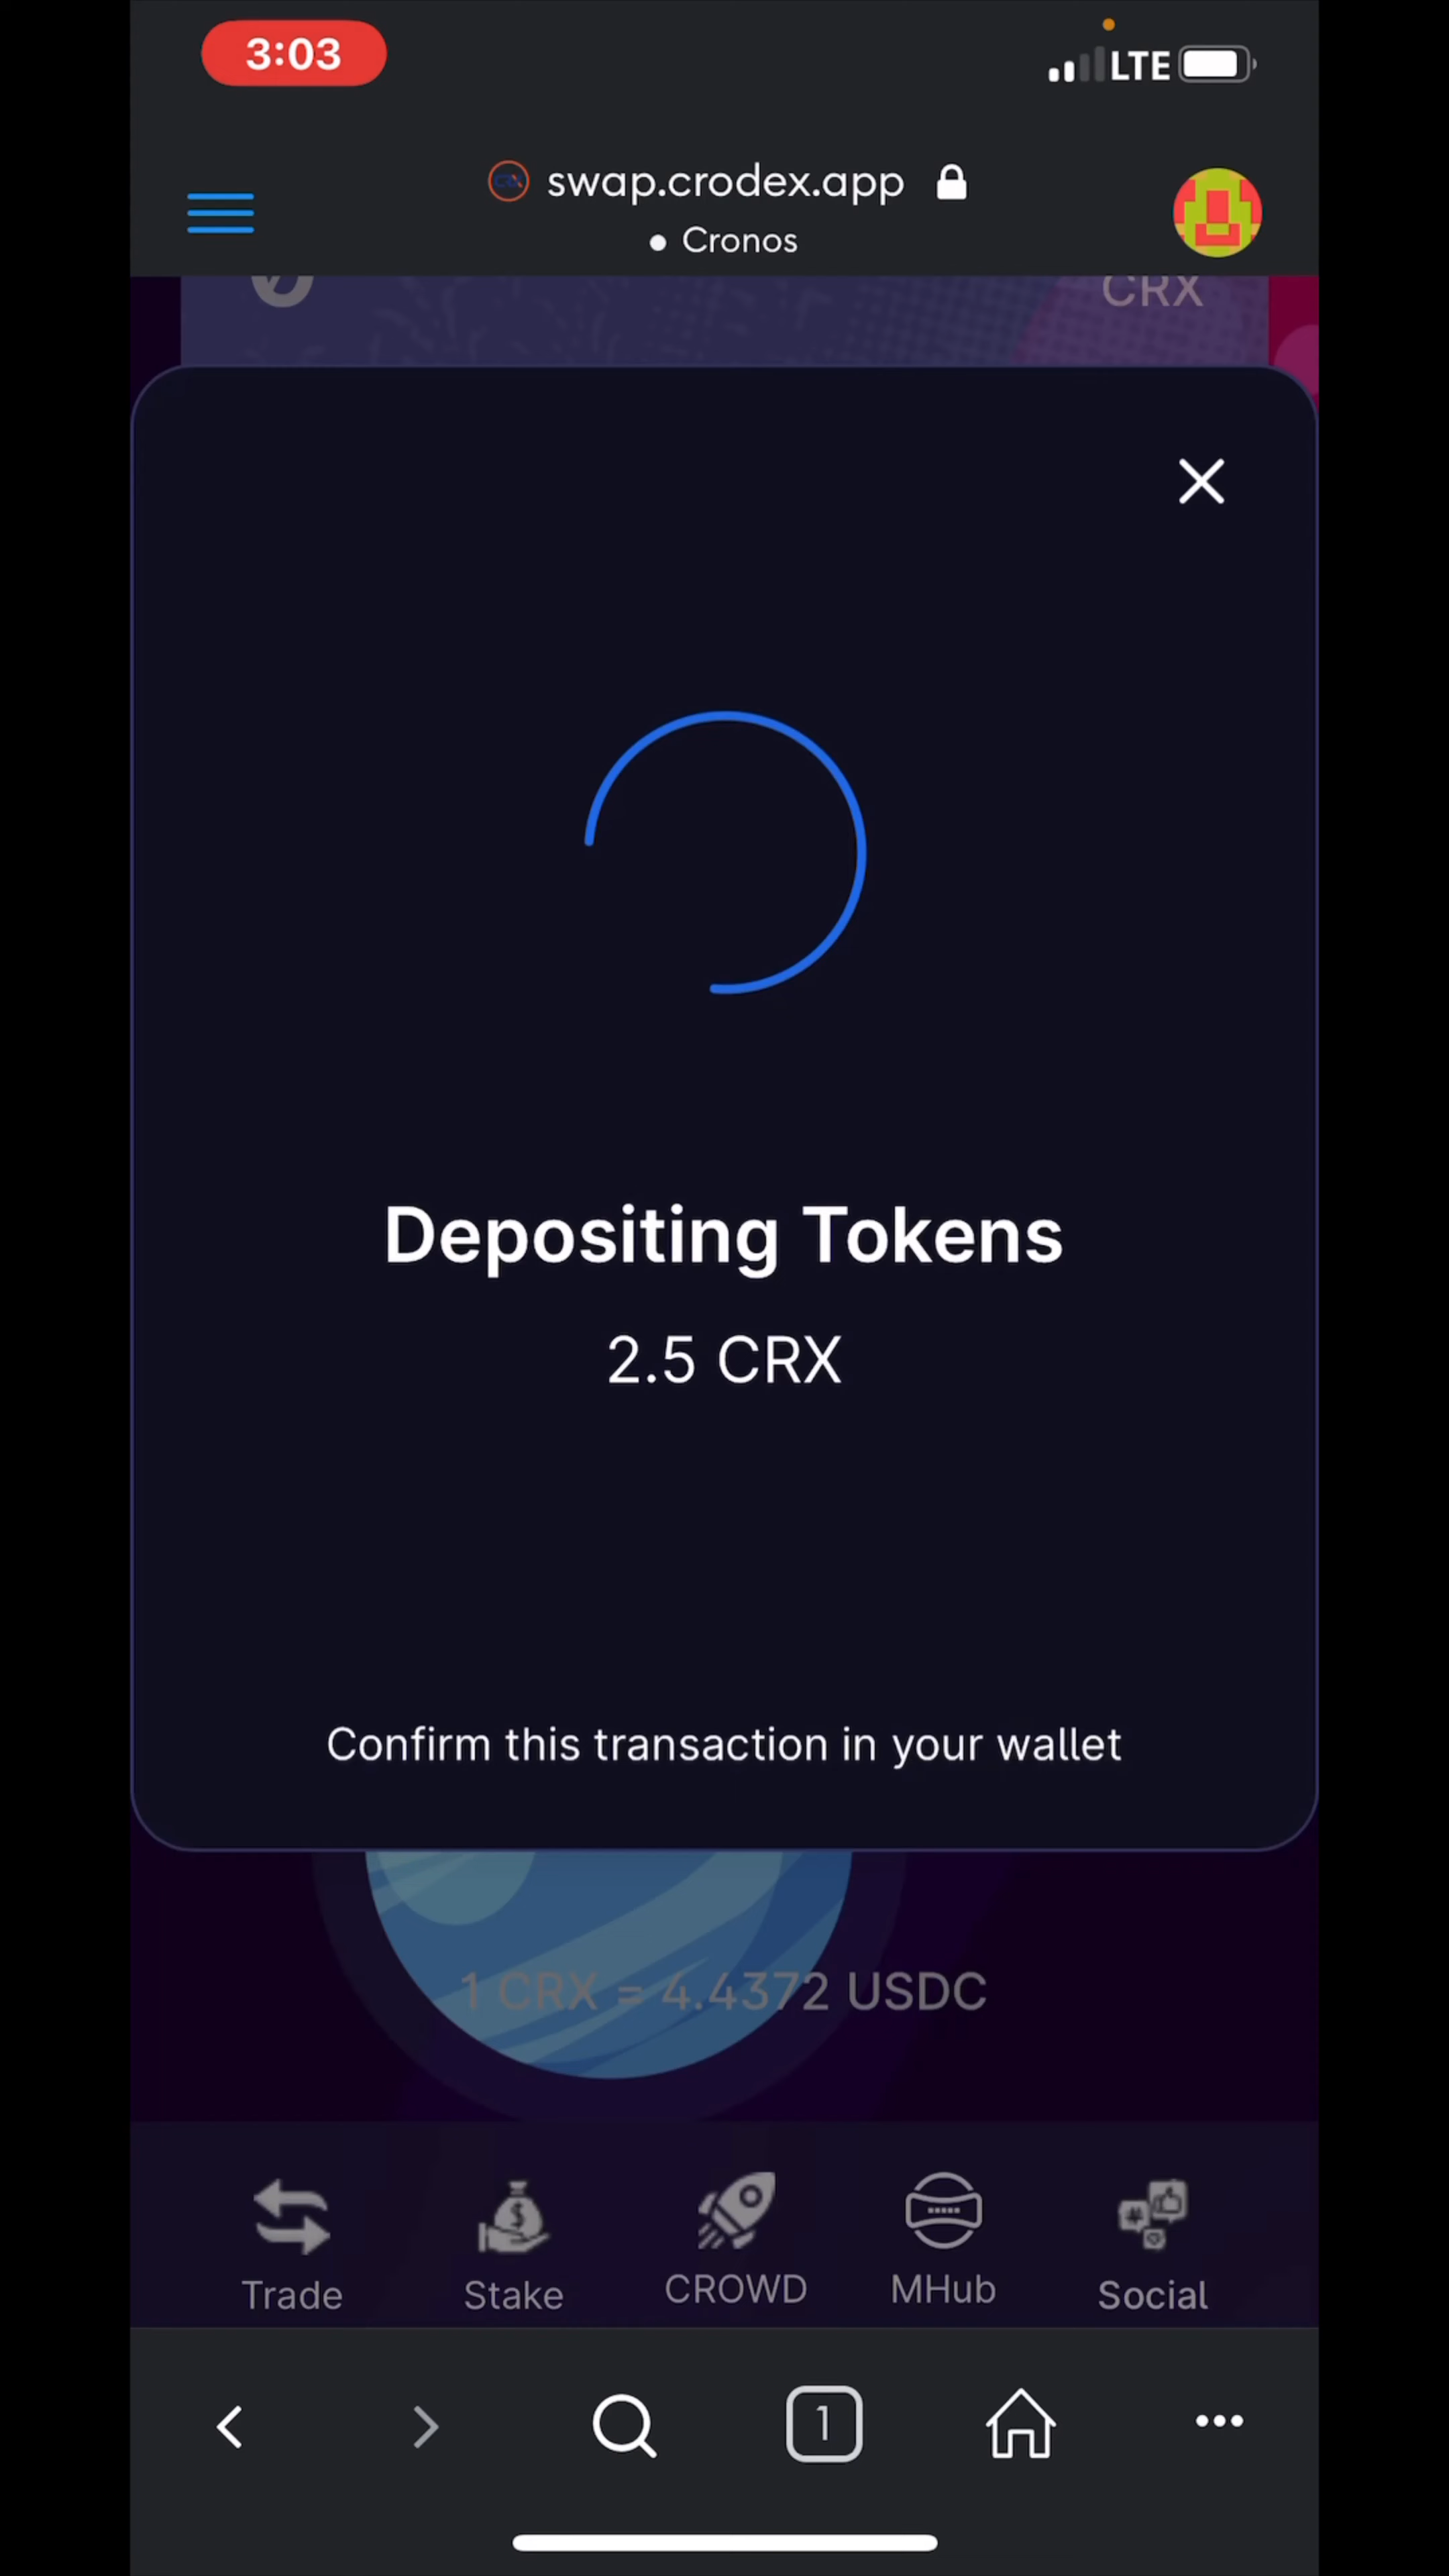 3:03
LTE
swap.crodex.app
Cronos
CRX
Depositing Tokens
2.5 CRX
Confirm this transaction in your wallet
1 CRX = 4.4372 USDC
Trade
Stake
CROWD
MHub
Social
1